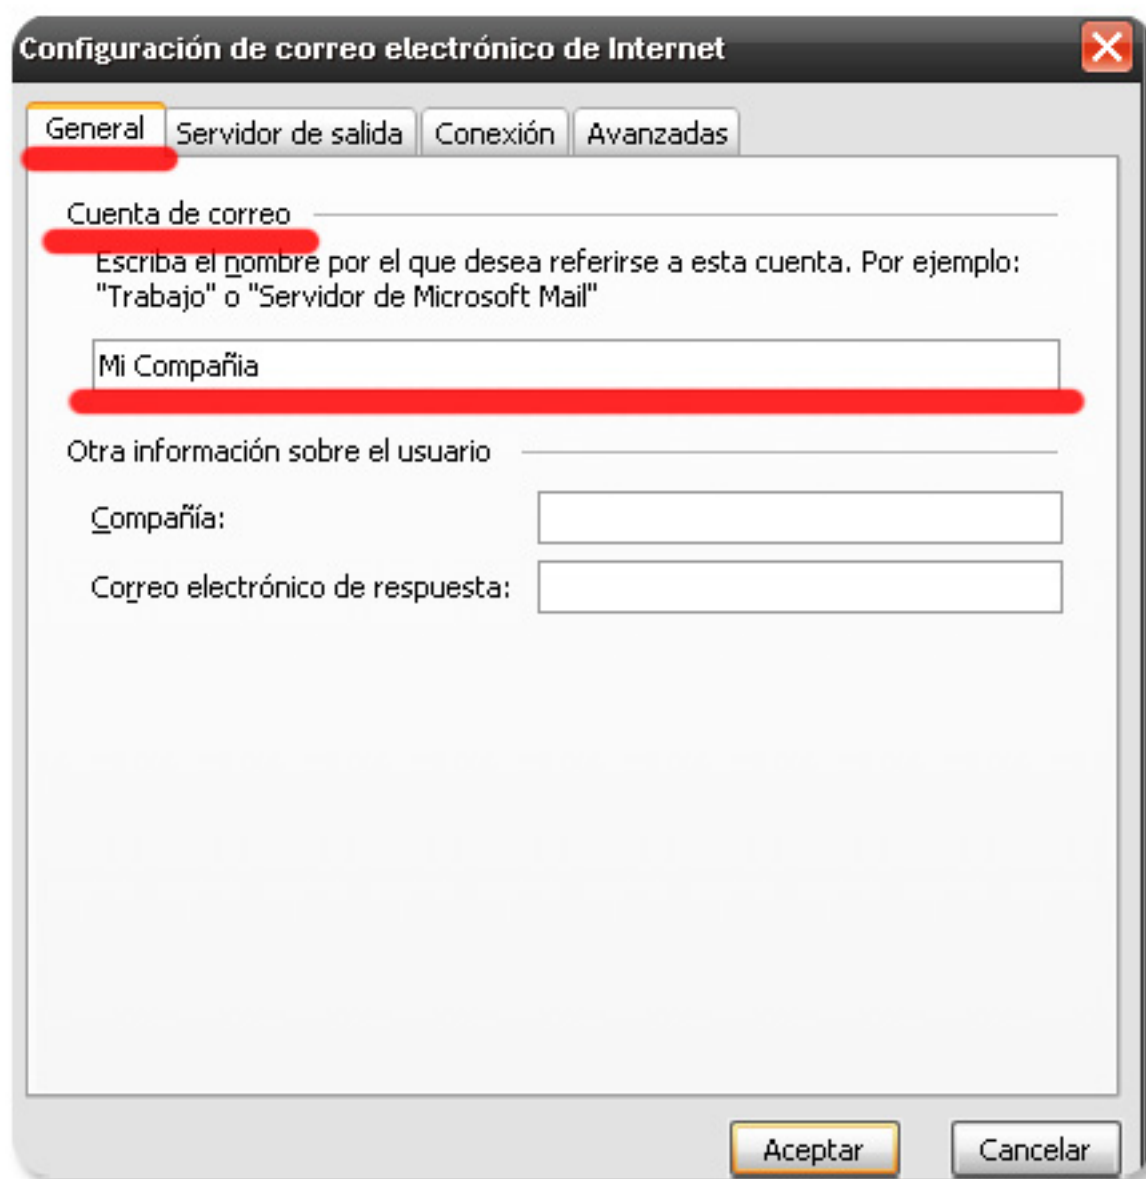 Configuración de correo electrónico de Internet
General
Servidor de salida
Conexión
Avanzadas
Cuenta de correo
Escriba el nombre por el que desea referirse a esta cuenta. Por ejemplo:
"Trabajo" o "Servidor de Microsoft Mail"
Mi Compañia
Otra información sobre el usuario
Compañía:
Correo electrónico de respuesta:
Aceptar
Cancelar